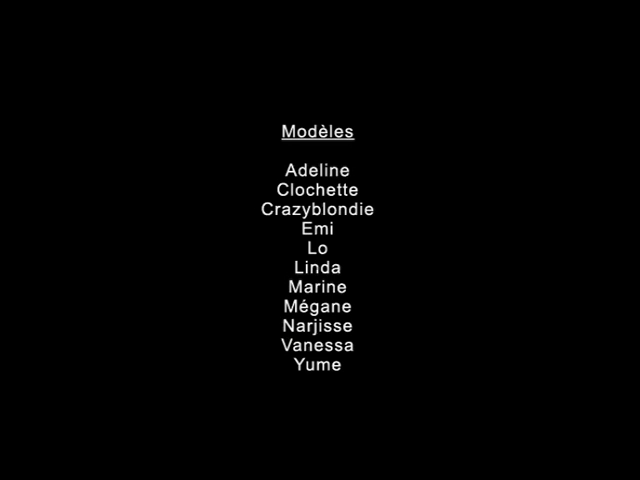 Modèles
Adeline
Clochette
Crazyblondie
Emi
Lo
Linda
Marine
Mégane
Narjisse
Vanessa
Yume